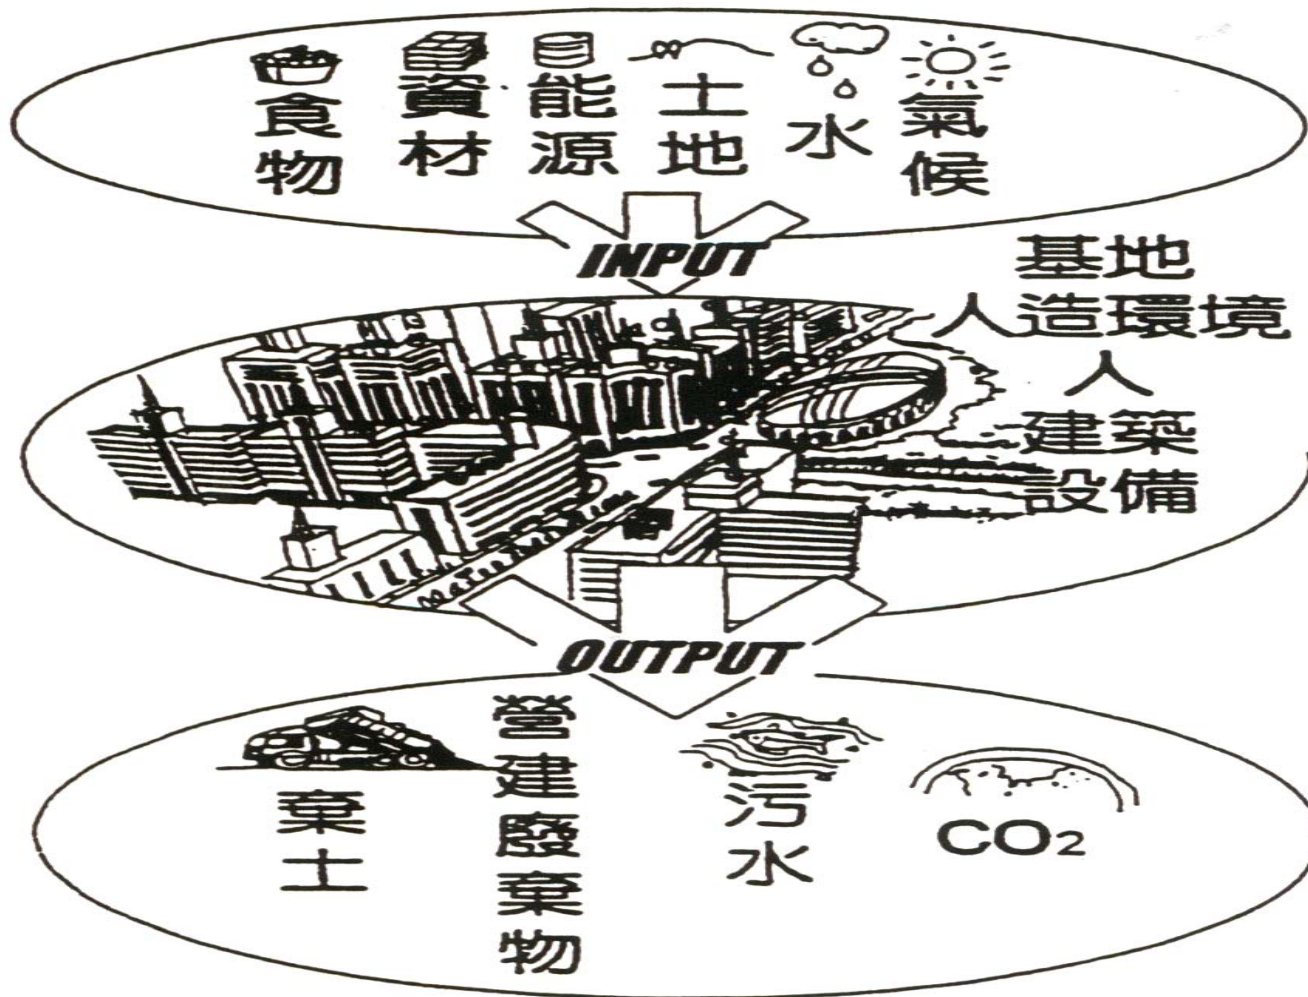 食物
資材
能源
土地
水
氣候
INPUT
基地
人造環境
人
建築
設備
OUTPUT
棄土
營建廢棄物
污水
CO2